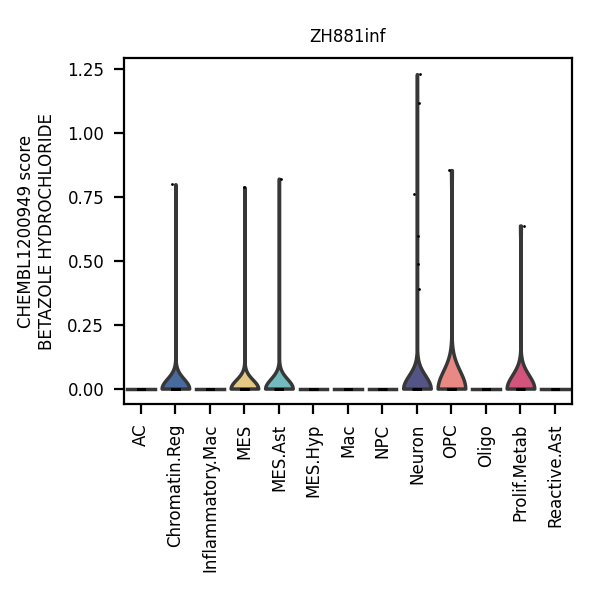 ZH881inf
CHEMBL1200949 score
BETAZOLE HYDROCHLORIDE
1.25
1.00
0.75
0.50
0.25
0.00
AC
Chromatin.Reg
Inflammatory.Mac
MES
MES.Ast
MES.Hyp
Mac
NPC
Neuron
OPC
Oligo
Prolif.Metab
Reactive.Ast